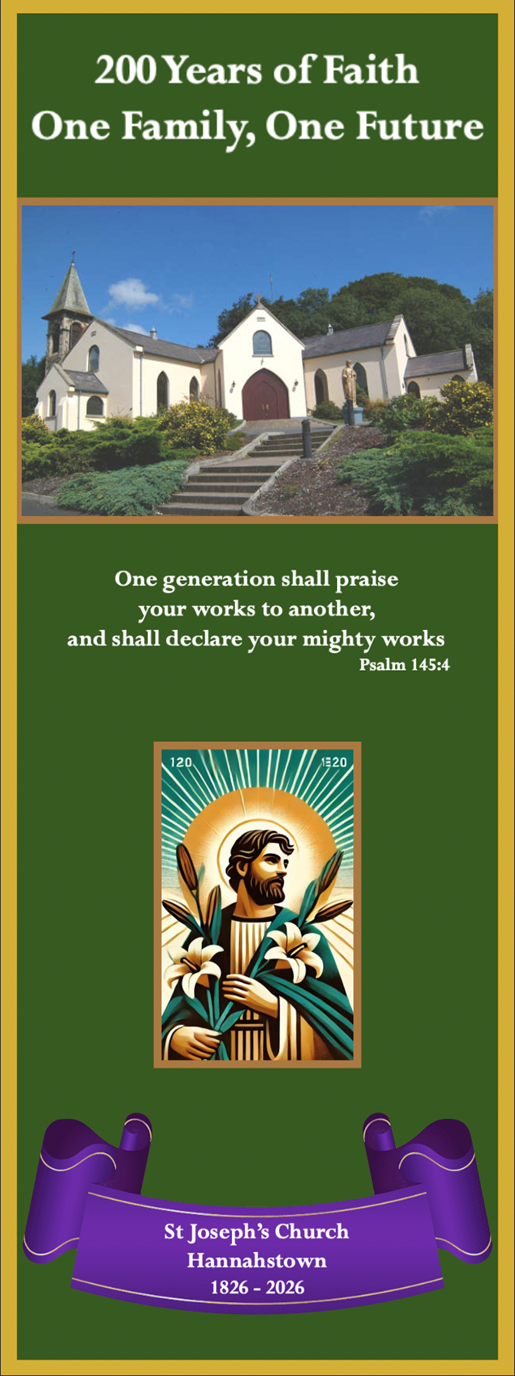 200 Years of Faith
One Family, One Future
One generation shall praise
your works to another,
and shall declare your mighty works
Psalm 145:4
120
St Joseph's Church
Hannahstown
1826 - 2026